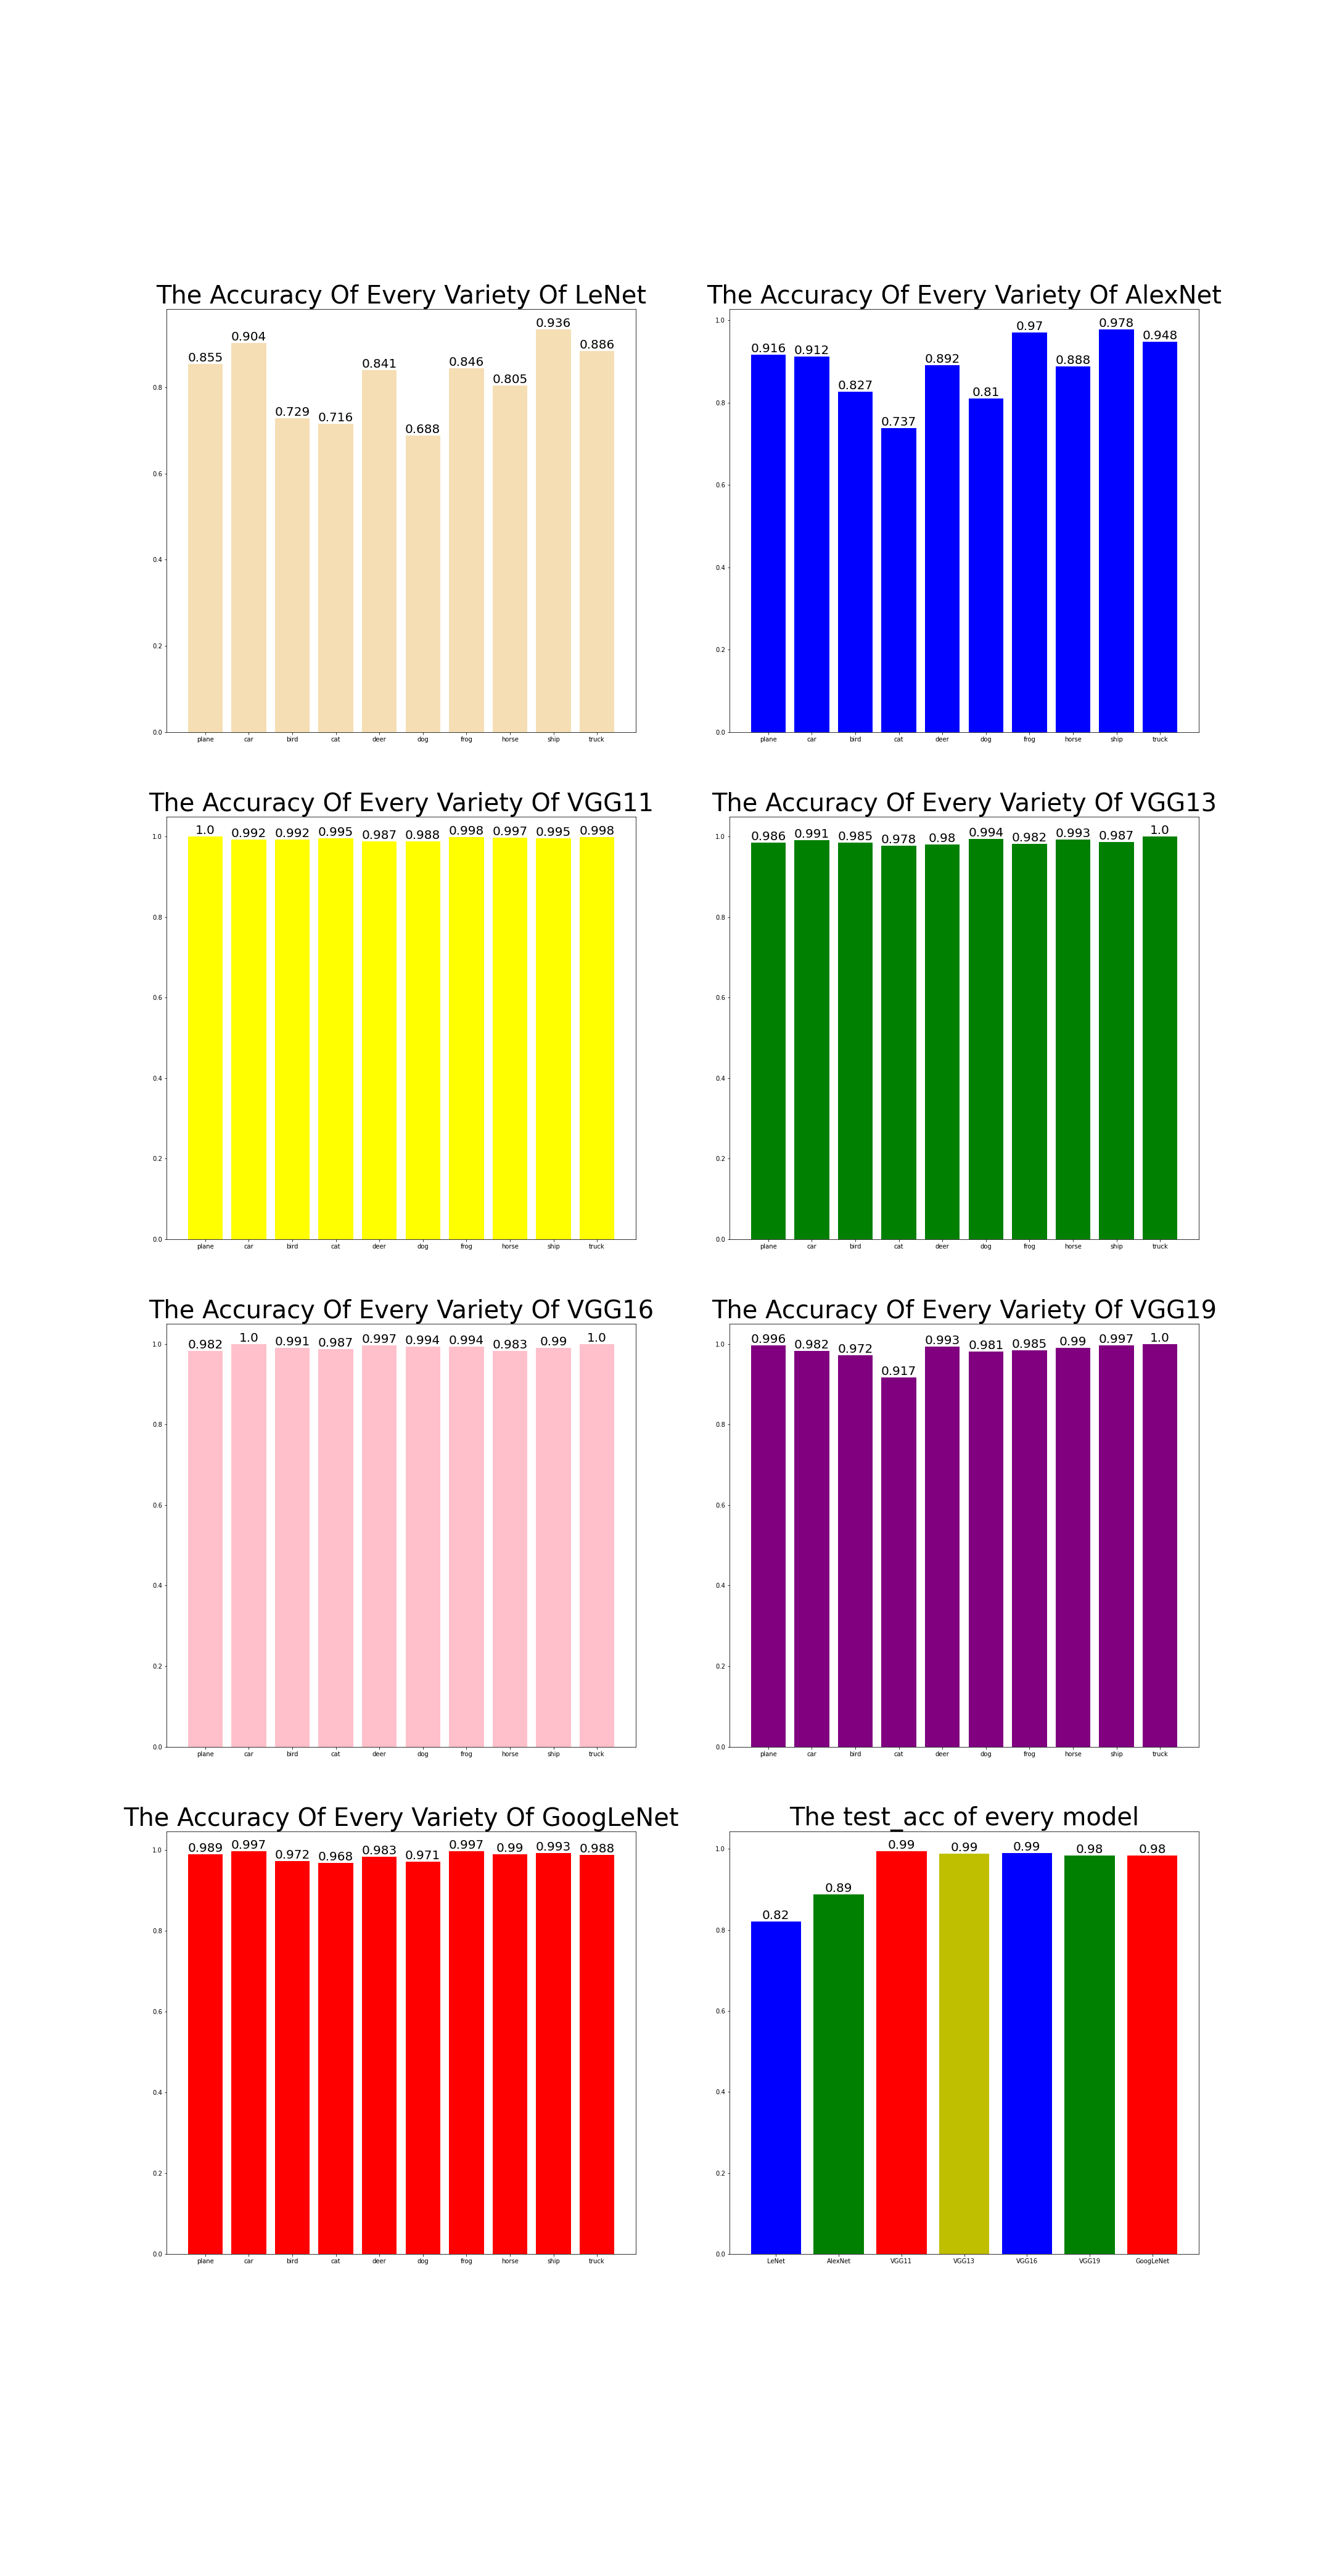 The Accuracy Of Every Variety Of LeNet
0.855 0.904 0.729 0.716 0.841 0.688 0.846 0.805 0.936 0.886
0.8
0.6
0.4
0.2
0.0
plane car bird cat deer dog frog horse ship truck
The Accuracy Of Every Variety Of AlexNet
0.916 0.912 0.827 0.737 0.892 0.81 0.97 0.888 0.978 0.948
1.0
0.8
0.6
0.4
0.2
0.0
plane car bird cat deer dog frog horse ship truck
The Accuracy Of Every Variety Of VGG11
1.0 0.992 0.992 0.995 0.987 0.988 0.998 0.997 0.995 0.998
1.0
0.8
0.6
0.4
0.2
0.0
plane car bird cat deer dog frog horse ship truck
The Accuracy Of Every Variety Of VGG13
0.986 0.991 0.985 0.978 0.98 0.994 0.982 0.993 0.987 1.0
1.0
0.8
0.6
0.4
0.2
0.0
plane car bird cat deer dog frog horse ship truck
The Accuracy Of Every Variety Of VGG16
0.982 1.0 0.991 0.987 0.997 0.994 0.994 0.983 0.99 1.0
1.0
0.8
0.6
0.4
0.2
0.0
plane car bird cat deer dog frog horse ship truck
The Accuracy Of Every Variety Of VGG19
0.996 0.982 0.972 0.917 0.993 0.981 0.985 0.99 0.997 1.0
1.0
0.8
0.6
0.4
0.2
0.0
plane car bird cat deer dog frog horse ship truck
The Accuracy Of Every Variety Of GoogLeNet
0.989 0.997 0.972 0.968 0.983 0.971 0.997 0.99 0.993 0.988
1.0
0.8
0.6
0.4
0.2
0.0
plane car bird cat deer dog frog horse ship truck
The test_acc of every model
0.82 0.89 0.99 0.99 0.99 0.98 0.98
1.0
0.8
0.6
0.4
0.2
0.0
LeNet AlexNet VGG11 VGG13 VGG16 VGG19 GoogLeNet